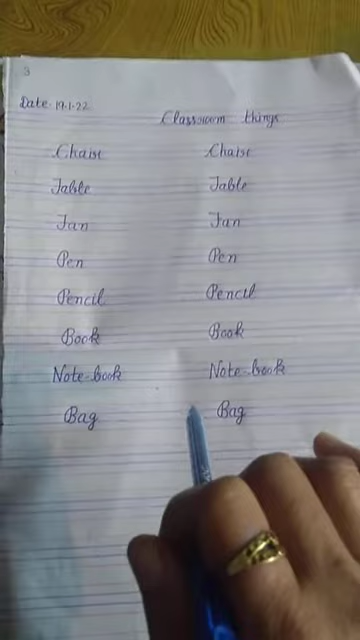 3
Date 19.1.22
Classroom things
Chair Chair
Table Table
Fan Fan
Pen Pen
Pencil Pencil
Book Book
Note-book Note-book
Bag Bag